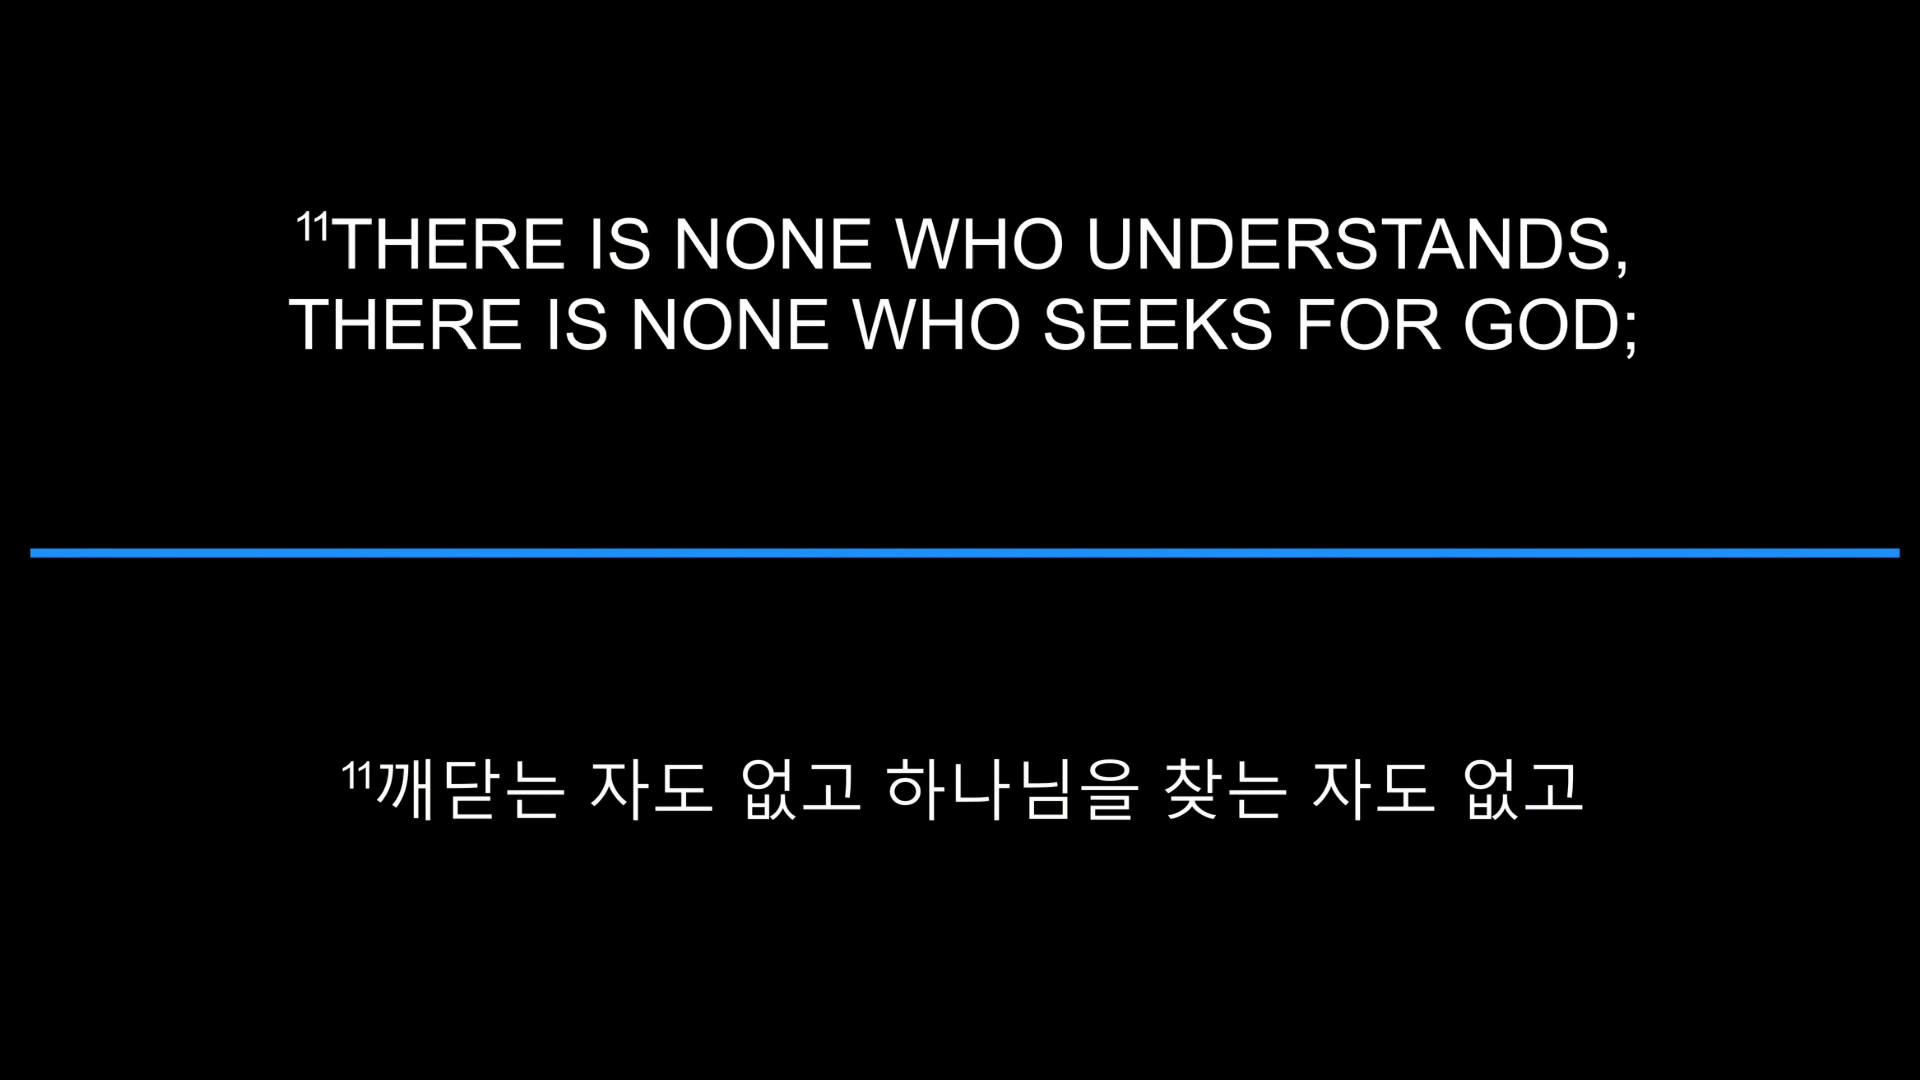 ¹¹THERE IS NONE WHO UNDERSTANDS,
THERE IS NONE WHO SEEKS FOR GOD;
¹¹깨닫는 자도 없고 하나님을 찾는 자도 없고